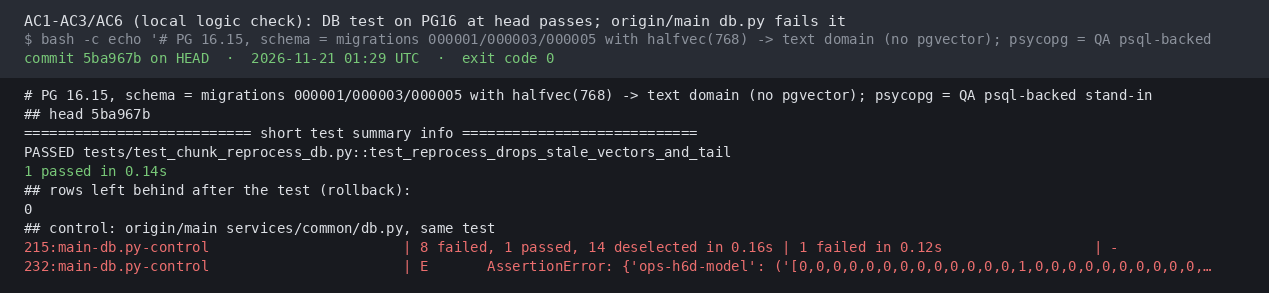 AC1-AC3/AC6 (local logic check): DB test on PG16 at head passes; origin/main db.py fails it
$ bash -c echo '# PG 16.15, schema = migrations 000001/000003/000005 with halfvec(768) -> text domain (no pgvector); psycopg = QA psql-backed
commit 5ba967b on HEAD · 2026-11-21 01:29 UTC · exit code 0
# PG 16.15, schema = migrations 000001/000003/000005 with halfvec(768) -> text domain (no pgvector); psycopg = QA psql-backed stand-in
## head 5ba967b
=========================== short test summary info ============================
PASSED tests/test_chunk_reprocess_db.py::test_reprocess_drops_stale_vectors_and_tail
1 passed in 0.14s
## rows left behind after the test (rollback):
0
## control: origin/main services/common/db.py, same test
215:main-db.py-control | 8 failed, 1 passed, 14 deselected in 0.16s | 1 failed in 0.12s | -
232:main-db.py-control | E AssertionError: {'ops-h6d-model': ('[0,0,0,0,0,0,0,0,0,0,0,0,0,1,0,0,0,0,0,0,0,0,0,0,…